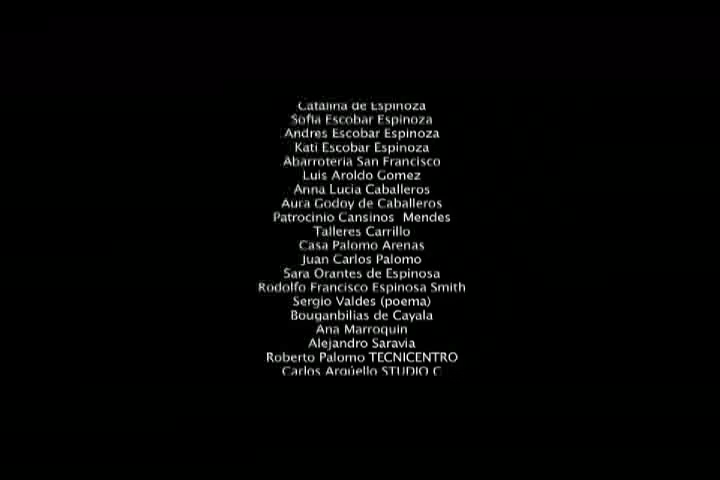 Catalina de Espinoza
Sofia Escobar Espinoza
Andres Escobar Espinoza
Kati Escobar Espinoza
Abarroteria San Francisco
Luis Aroldo Gomez
Anna Lucia Caballeros
Aura Godoy de Caballeros
Patrocinio Cansinos  Mendes
Talleres Carrillo
Casa Palomo Arenas
Juan Carlos Palomo
Sara Orantes de Espinosa
Rodolfo Francisco Espinosa Smith
Sergio Valdes (poema)
Bouganbilias de Cayala
Ana Marroquin
Alejandro Saravia
Roberto Palomo TECNICENTRO
Carlos Argüello STUDIO C